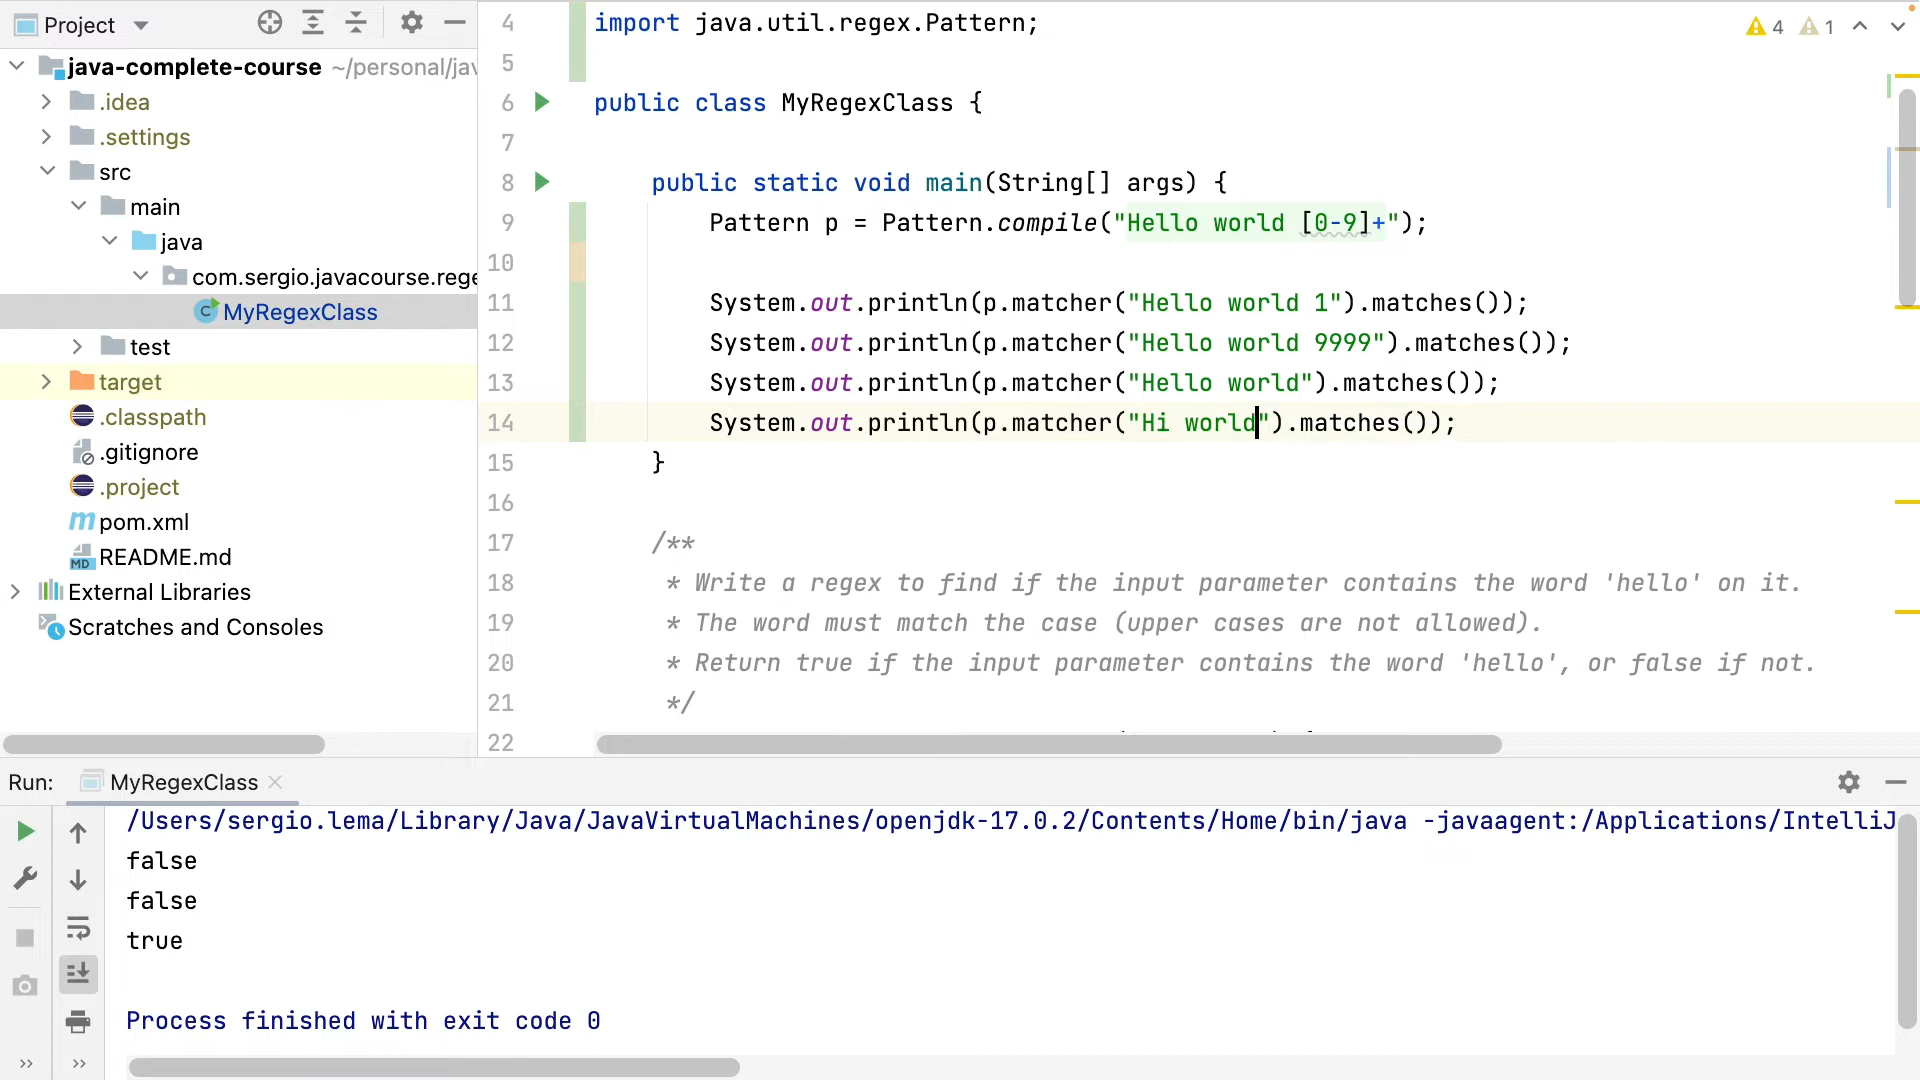 Project
java-complete-course ~/personal/jav
.idea
.settings
src
main
java
com.sergio.javacourse.rege
MyRegexClass
test
target
.classpath
.gitignore
.project
pom.xml
README.md
External Libraries
Scratches and Consoles
4 import java.util.regex.Pattern;
5
6 public class MyRegexClass {
7
8 public static void main(String[] args) {
9 Pattern p = Pattern.compile("Hello world [0-9]+");
10
11 System.out.println(p.matcher("Hello world 1").matches());
12 System.out.println(p.matcher("Hello world 9999").matches());
13 System.out.println(p.matcher("Hello world").matches());
14 System.out.println(p.matcher("Hi world").matches());
15 }
16
17 /**
18 * Write a regex to find if the input parameter contains the word 'hello' on it.
19 * The word must match the case (upper cases are not allowed).
20 * Return true if the input parameter contains the word 'hello', or false if not.
21 */
22
4 1
Run: MyRegexClass
/Users/sergio.lema/Library/Java/JavaVirtualMachines/openjdk-17.0.2/Contents/Home/bin/java -javaagent:/Applications/IntelliJ
false
false
true
Process finished with exit code 0